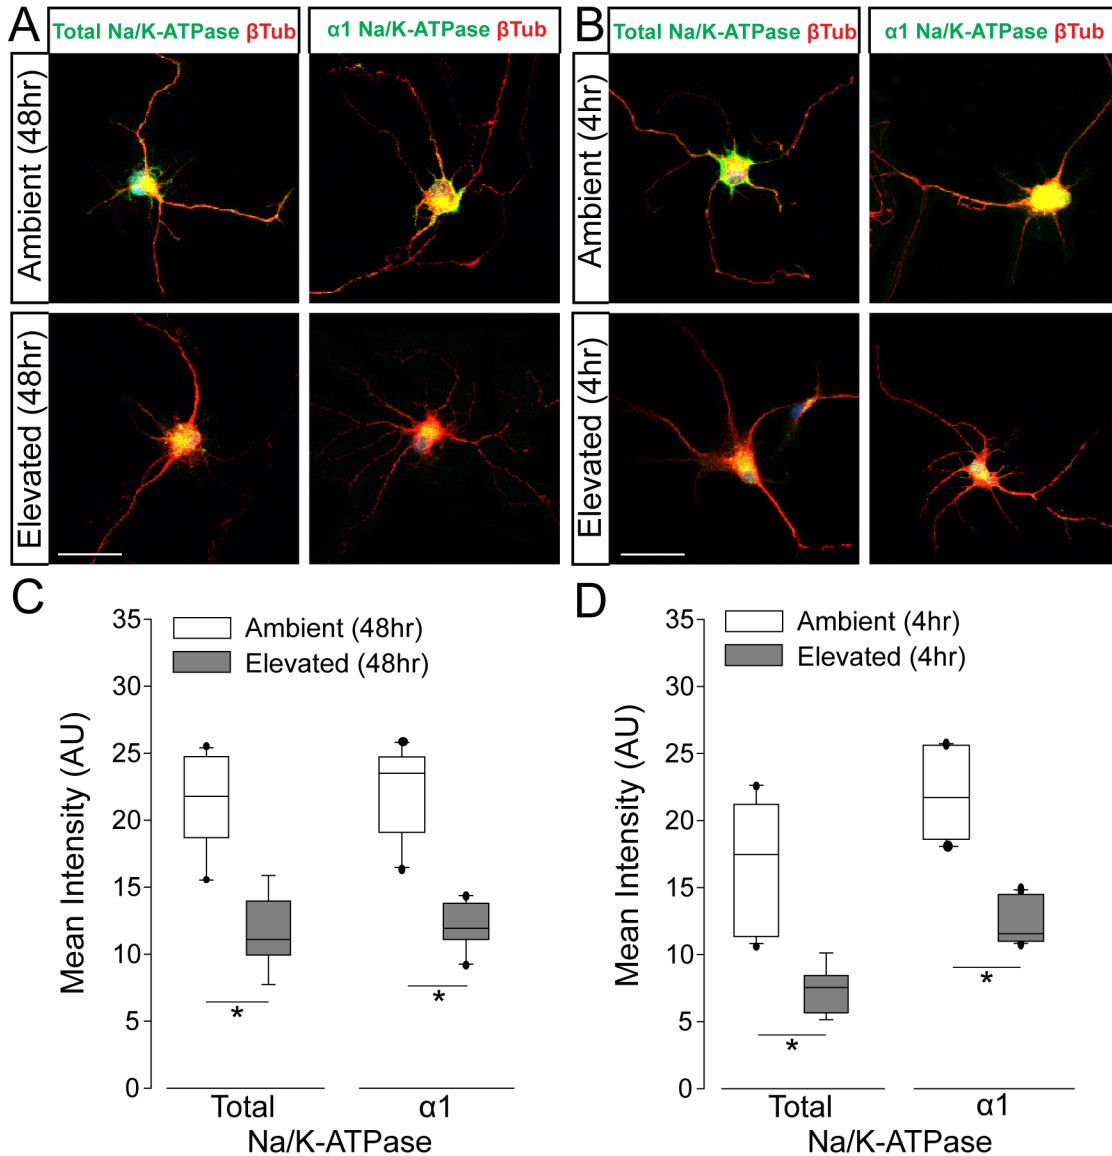 A
Total Na/K-ATPase βTub
α1 Na/K-ATPase βTub
Ambient (48hr)
Elevated (48hr)
B
Total Na/K-ATPase βTub
α1 Na/K-ATPase βTub
Ambient (4hr)
Elevated (4hr)
C
Mean Intensity (AU)
35
30
25
20
15
10
5
0
Ambient (48hr)
Elevated (48hr)
*
*
Total
α1
Na/K-ATPase
D
Mean Intensity (AU)
35
30
25
20
15
10
5
0
Ambient (4hr)
Elevated (4hr)
*
*
Total
α1
Na/K-ATPase